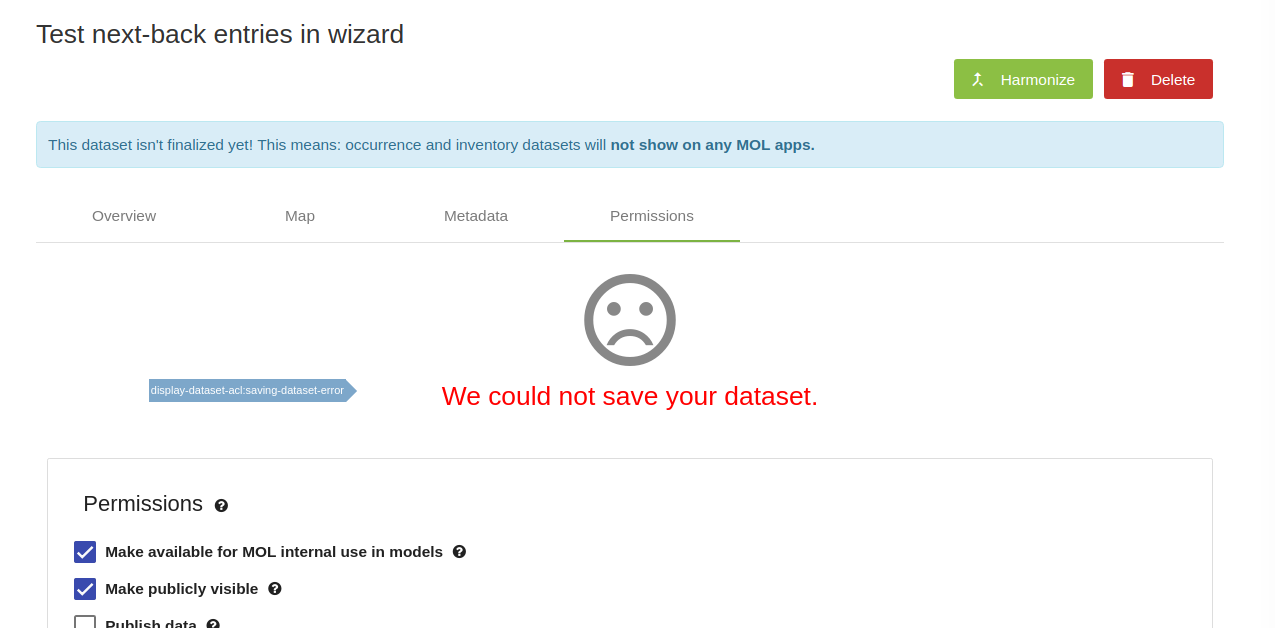 Test next-back entries in wizard
Harmonize
Delete
This dataset isn't finalized yet! This means: occurrence and inventory datasets will not show on any MOL apps.
Overview
Map
Metadata
Permissions
display-dataset-acl:saving-dataset-error
We could not save your dataset.
Permissions
Make available for MOL internal use in models
Make publicly visible
Publish data